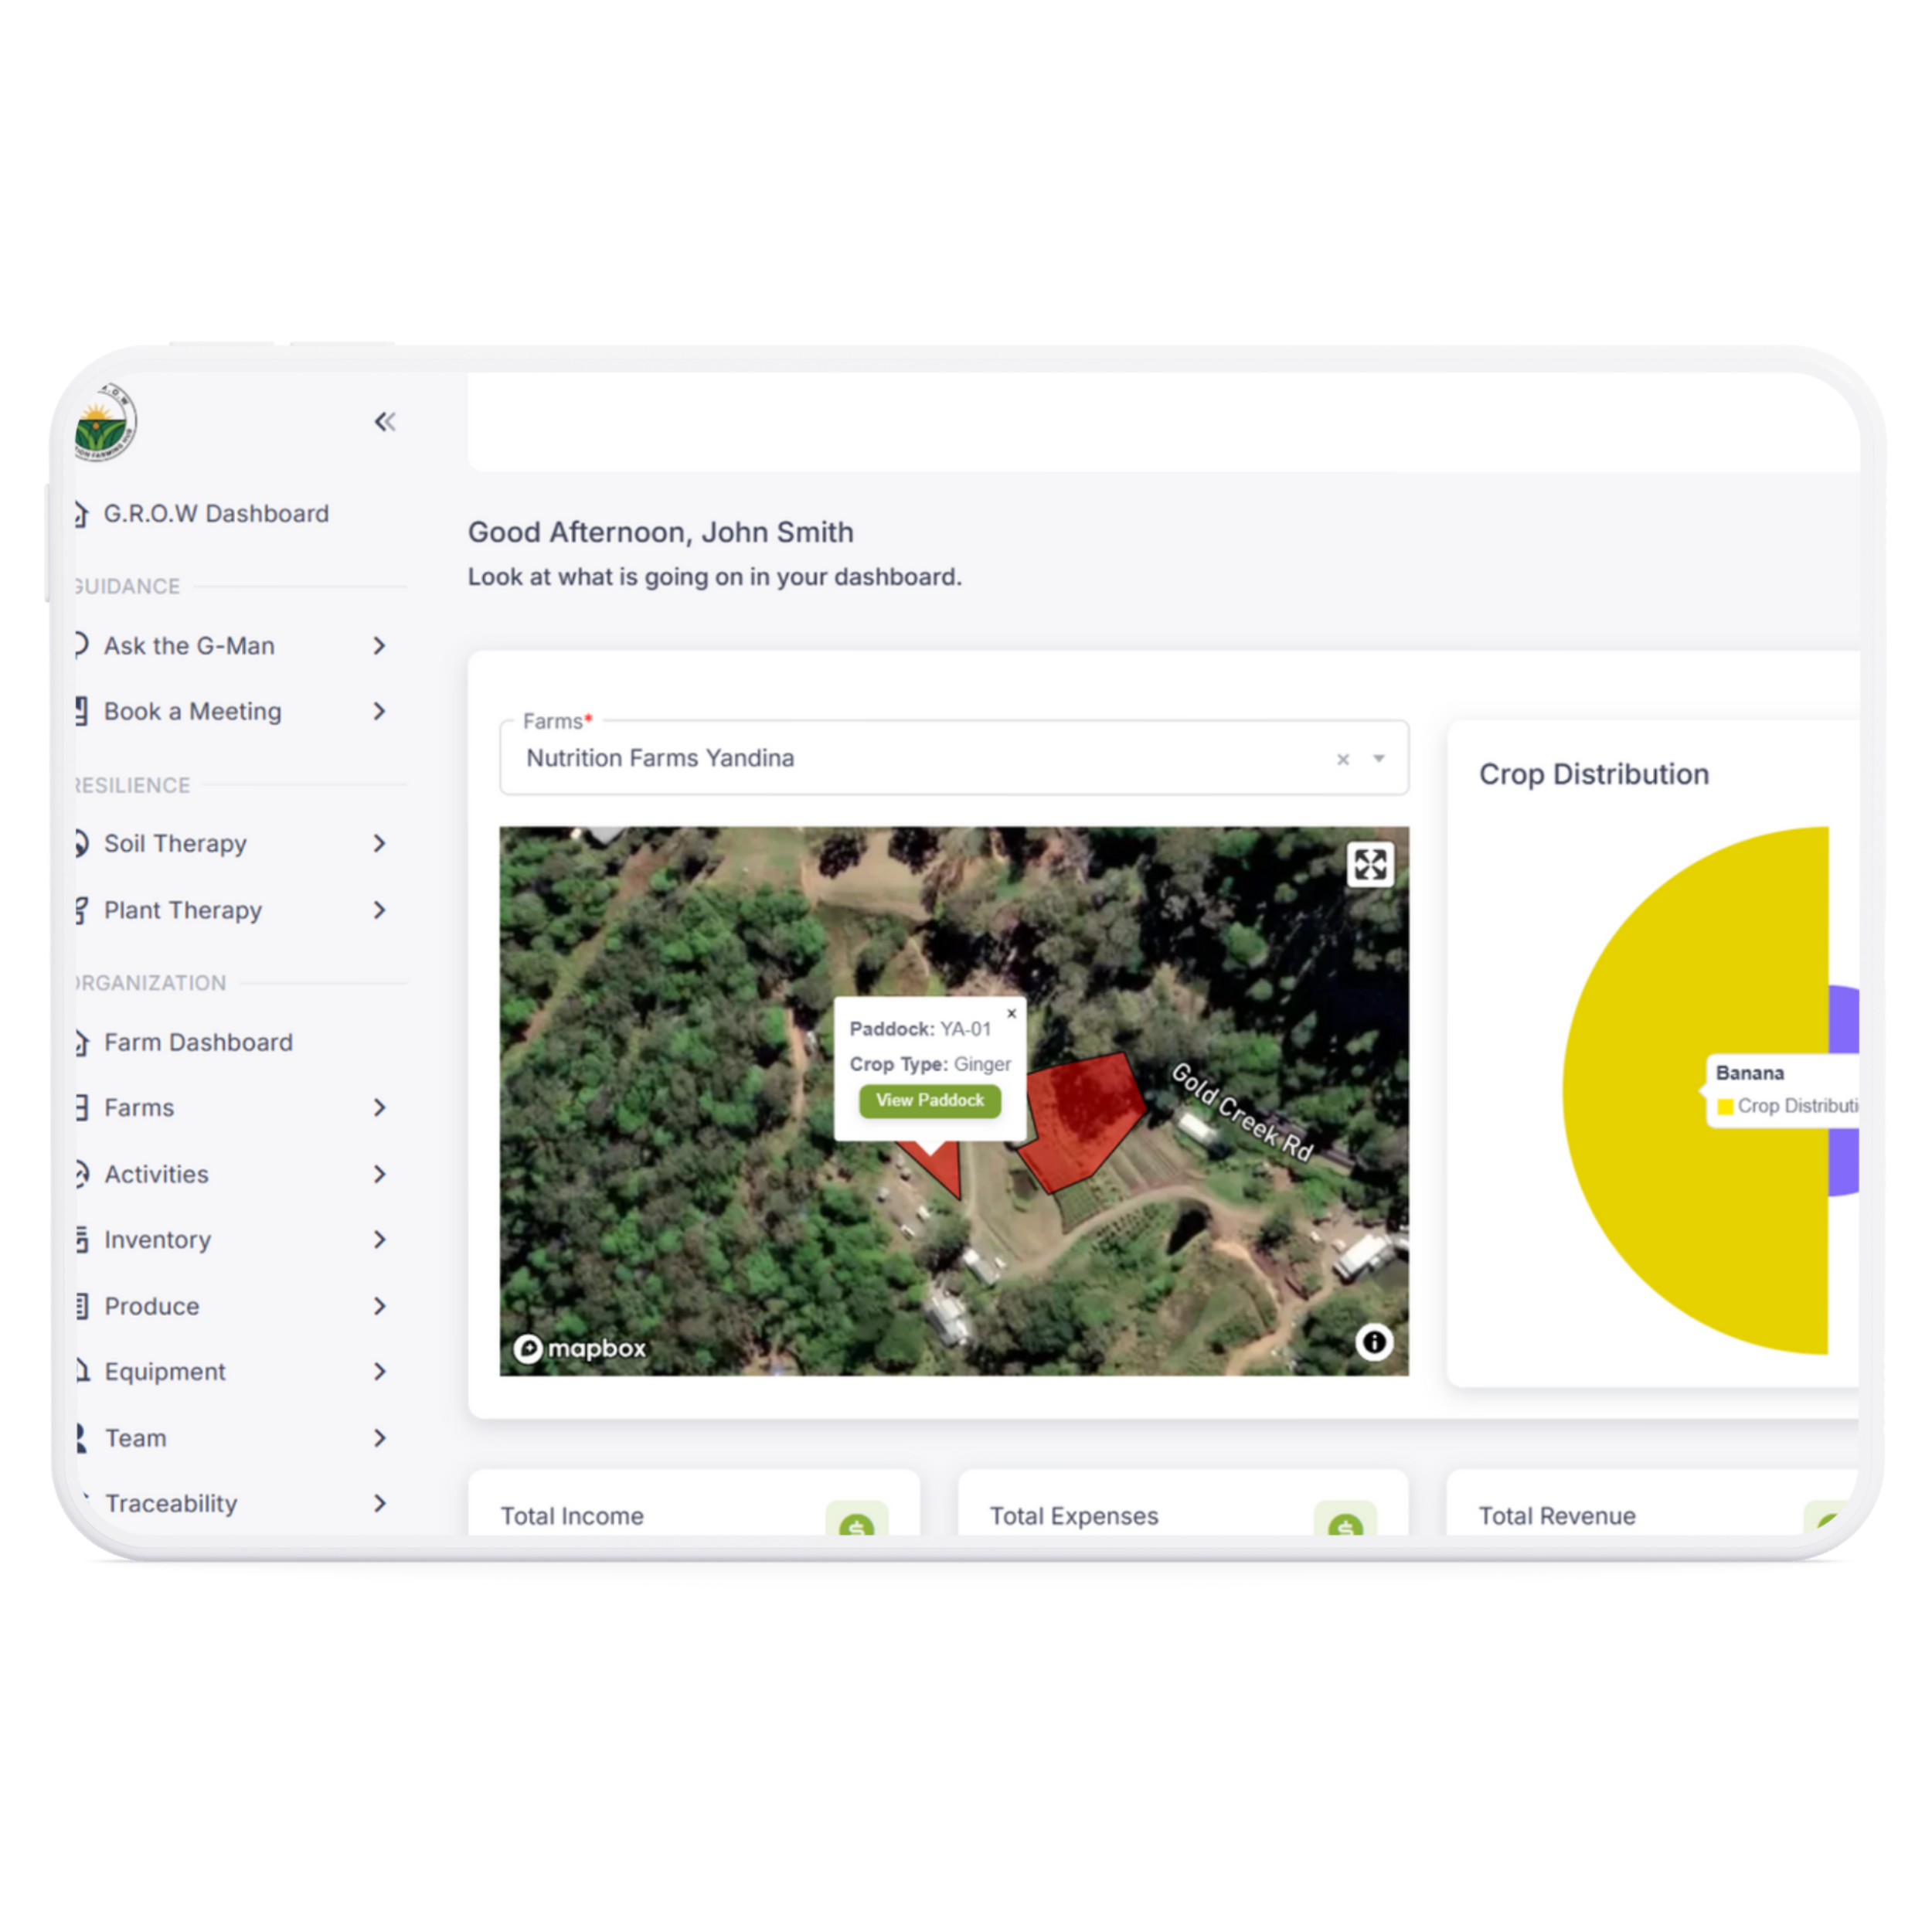 G.R.O.W Dashboard
GUIDANCE
Ask the G-Man
Book a Meeting
RESILIENCE
Soil Therapy
Plant Therapy
ORGANIZATION
Farm Dashboard
Farms
Activities
Inventory
Produce
Equipment
Team
Traceability
Good Afternoon, John Smith
Look at what is going on in your dashboard.
Farms*
Nutrition Farms Yandina
Paddock: YA-01
Crop Type: Ginger
View Paddock
Gold Creek Rd
mapbox
Crop Distribution
Banana
Crop Distributi
Total Income
Total Expenses
Total Revenue